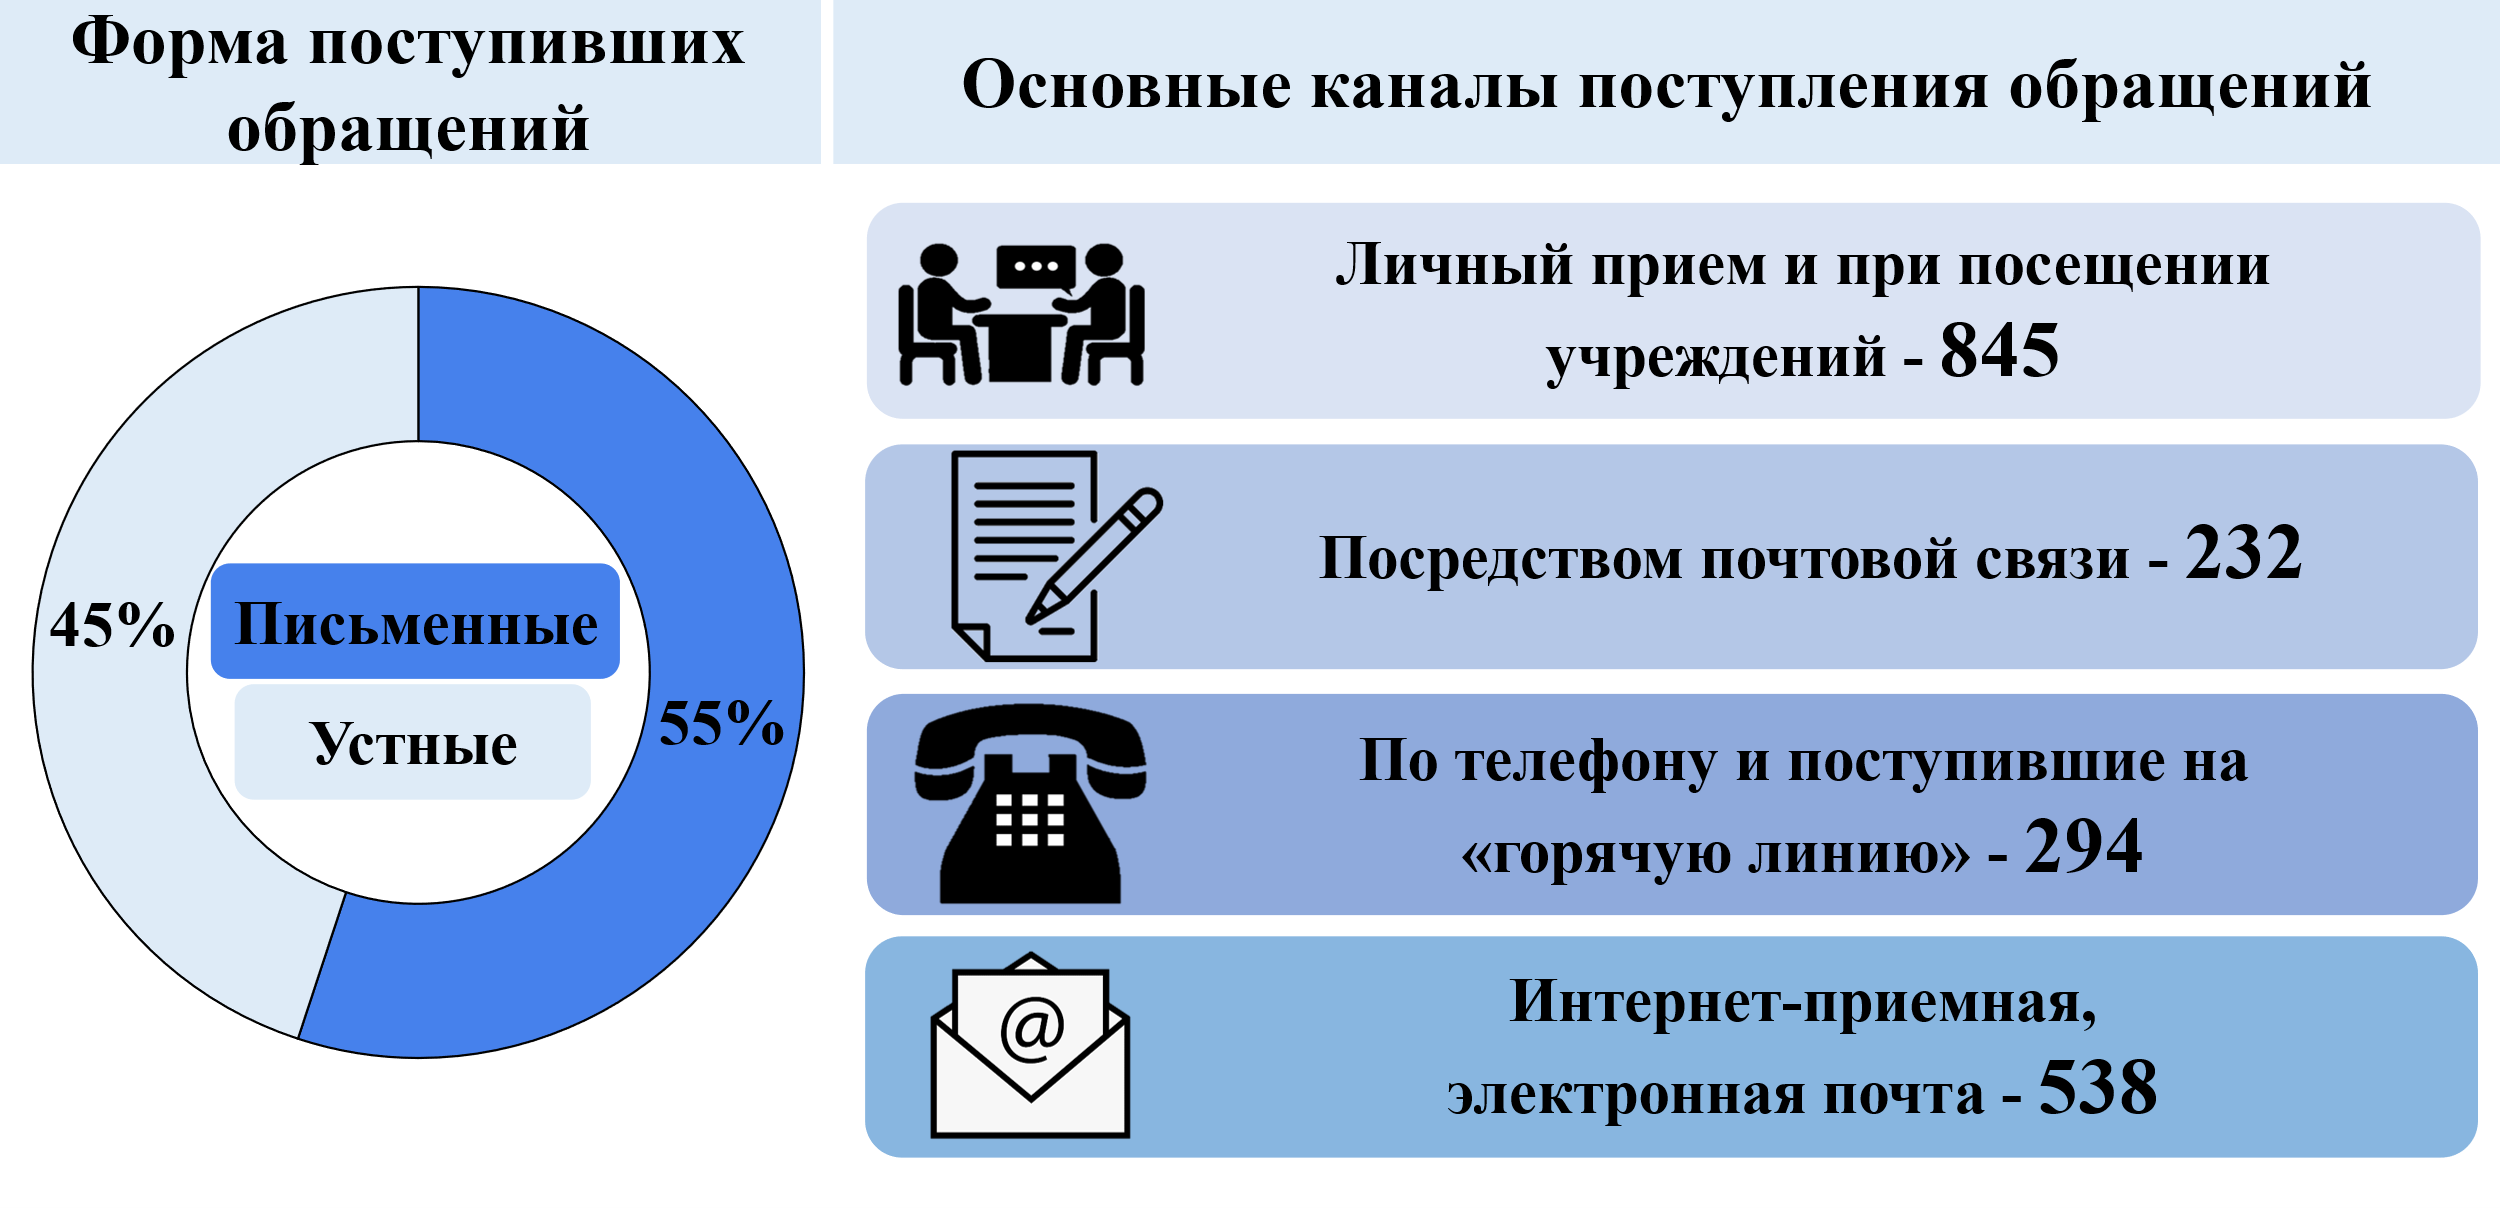 Форма поступивших
обращений
45%
Письменные
Устные
55%
Основные каналы поступления обращений
Личный прием и при посещении
учреждений - 845
Посредством почтовой связи - 232
По телефону и поступившие на
«горячую линию» - 294
@
Интернет-приемная,
электронная почта - 538